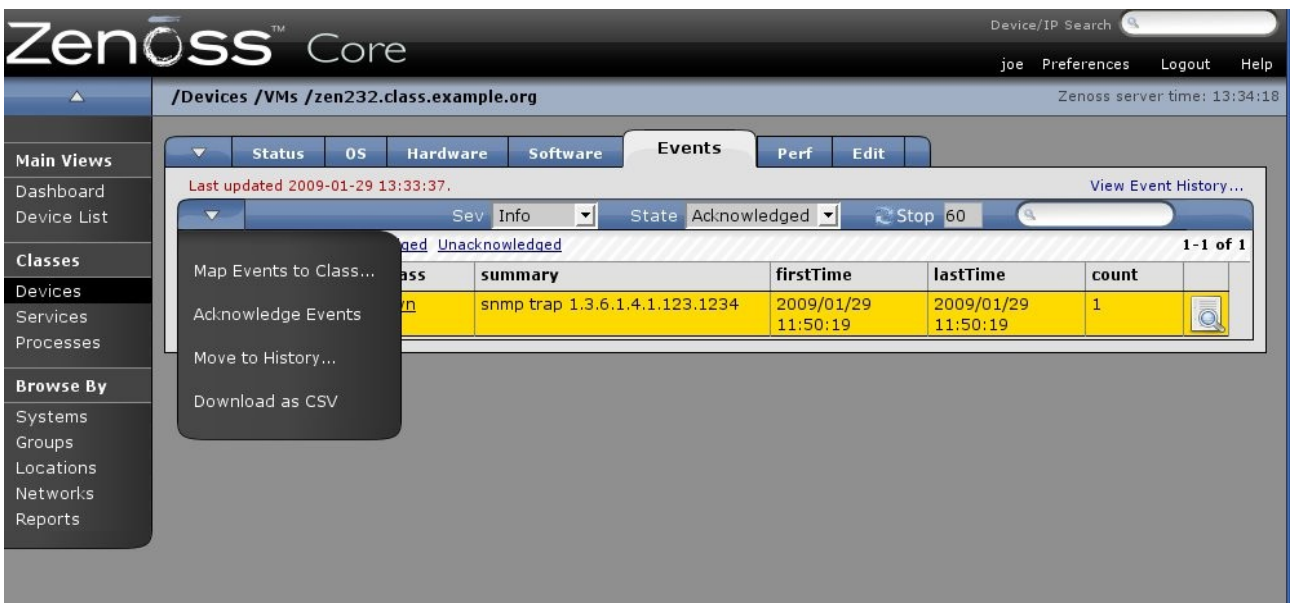 Zenoss™ Core
Device/IP Search
joe Preferences Logout Help
/Devices /VMs /zen232.class.example.org
Zenoss server time: 13:34:18
Main Views
Dashboard
Device List
Classes
Devices
Services
Processes
Browse By
Systems
Groups
Locations
Networks
Reports
Status OS Hardware Software Events Perf Edit
Last updated 2009-01-29 13:33:37.
View Event History...
Sev Info State Acknowledged Stop 60
Unacknowledged
1-1 of 1
summary firstTime lastTime count
snmp trap 1.3.6.1.4.1.123.1234 2009/01/29 2009/01/29 1
11:50:19 11:50:19
Map Events to Class...
Acknowledge Events
Move to History...
Download as CSV